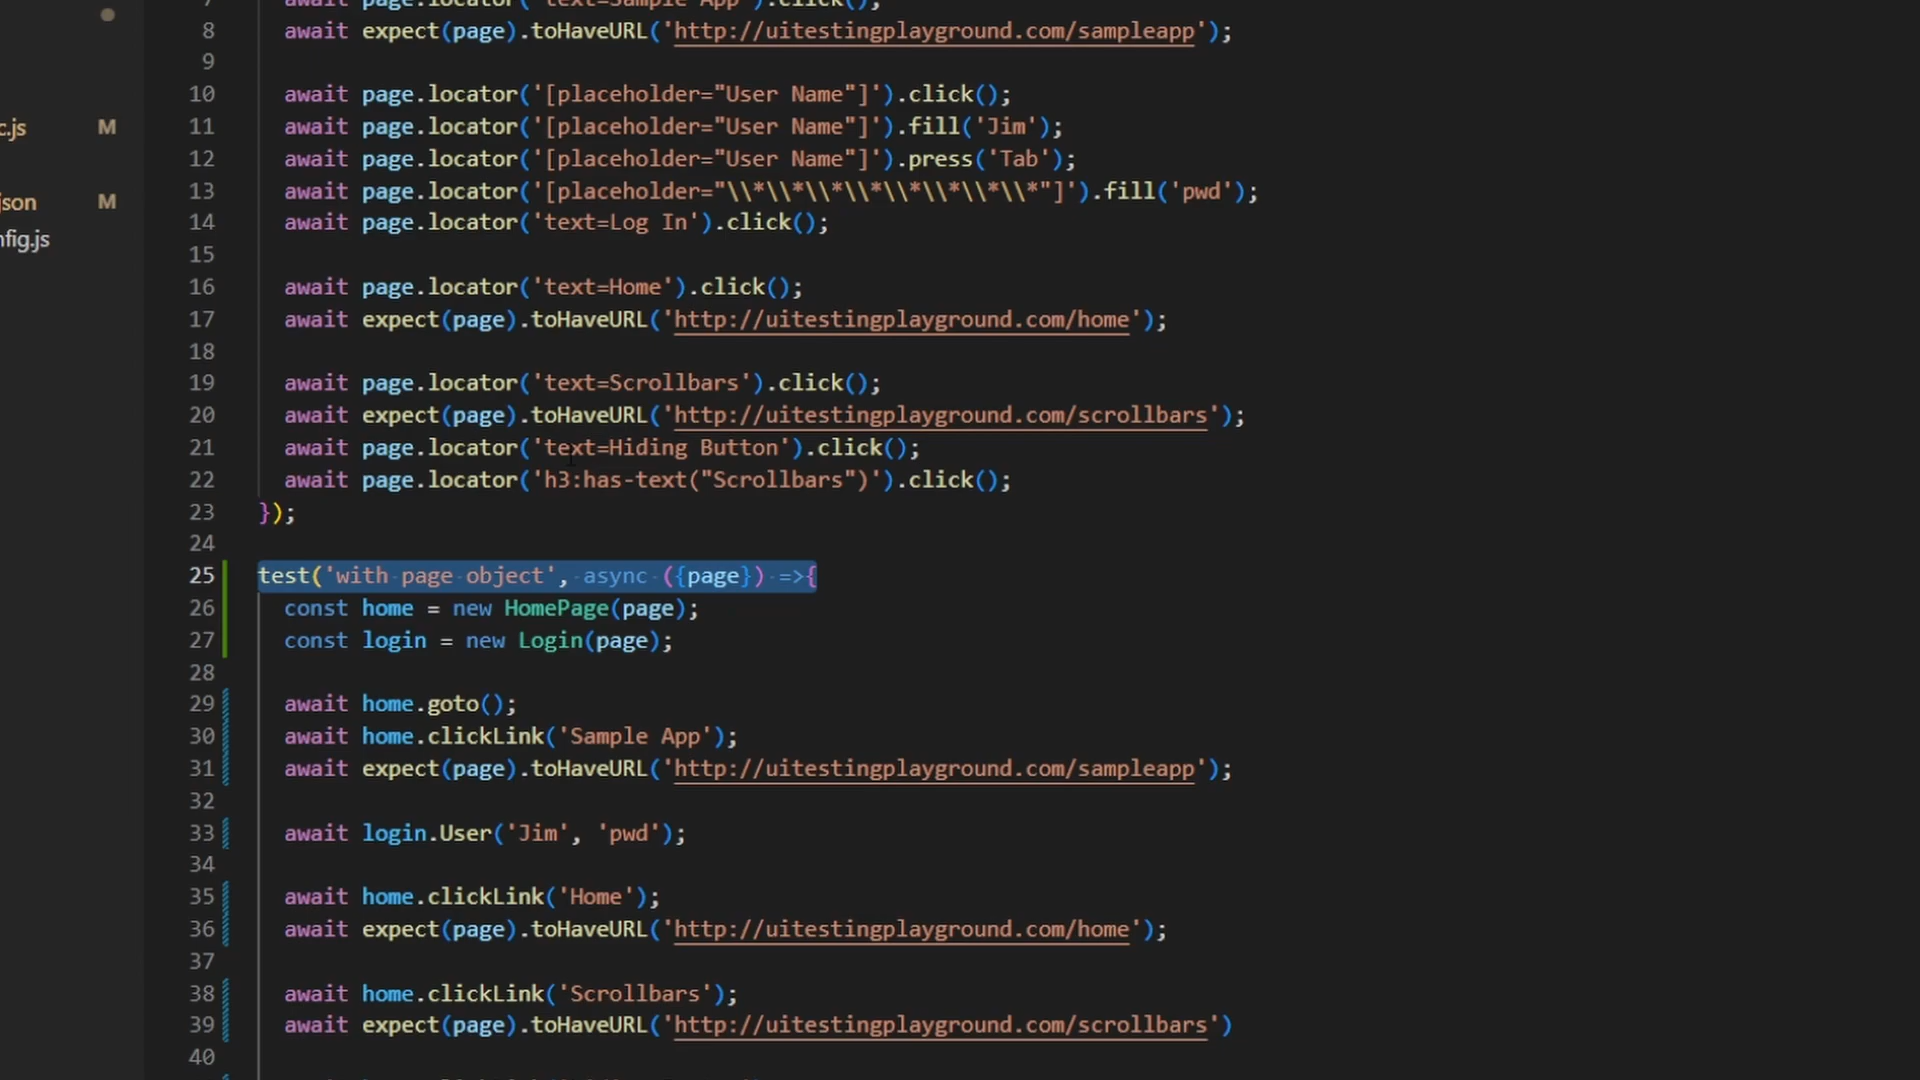 7 await page.locator('text=Sample App').click();
8 await expect(page).toHaveURL('http://uitestingplayground.com/sampleapp');
9
10 await page.locator('[placeholder="User Name"]').click();
c.js M
11 await page.locator('[placeholder="User Name"]').fill('Jim');
12 await page.locator('[placeholder="User Name"]').press('Tab');
json M
13 await page.locator('[placeholder="\\*\\*\\*\\*\\*\\*\\*\\*"]').fill('pwd');
14 await page.locator('text=Log In').click();
nfig.js
15
16 await page.locator('text=Home').click();
17 await expect(page).toHaveURL('http://uitestingplayground.com/home');
18
19 await page.locator('text=Scrollbars').click();
20 await expect(page).toHaveURL('http://uitestingplayground.com/scrollbars');
21 await page.locator('text=Hiding Button').click();
22 await page.locator('h3:has-text("Scrollbars")').click();
23 });
24
25 test('with page object', async ({page}) =>{
26 const home = new HomePage(page);
27 const login = new Login(page);
28
29 await home.goto();
30 await home.clickLink('Sample App');
31 await expect(page).toHaveURL('http://uitestingplayground.com/sampleapp');
32
33 await login.User('Jim', 'pwd');
34
35 await home.clickLink('Home');
36 await expect(page).toHaveURL('http://uitestingplayground.com/home');
37
38 await home.clickLink('Scrollbars');
39 await expect(page).toHaveURL('http://uitestingplayground.com/scrollbars')
40